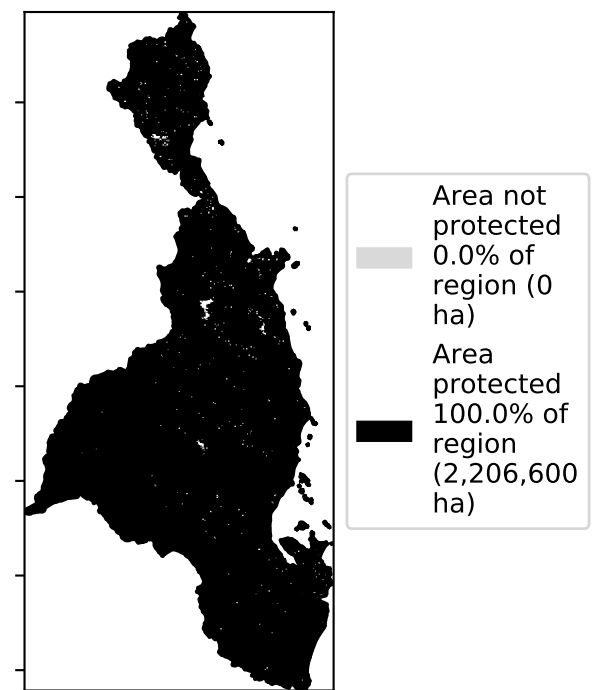 Area not
protected
0.0% of
region (0
ha)
Area
protected
100.0% of
region
(2,206,600
ha)